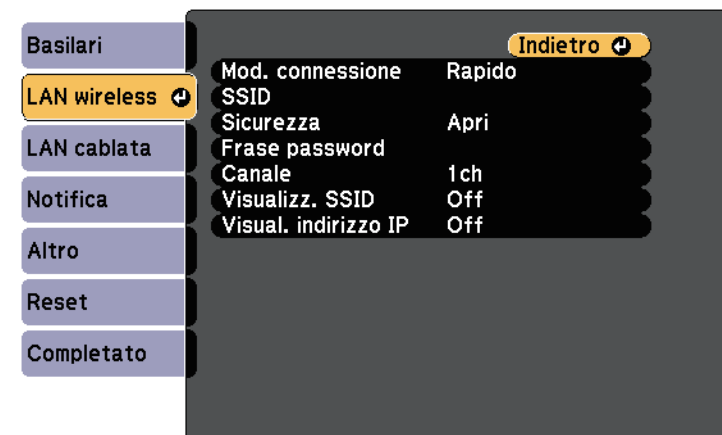 Basilari
LAN wireless
LAN cablata
Notifica
Altro
Reset
Completato
Indietro
Mod. connessione Rapido
SSID
Sicurezza Apri
Frase password
Canale 1ch
Visualizz. SSID Off
Visual. indirizzo IP Off